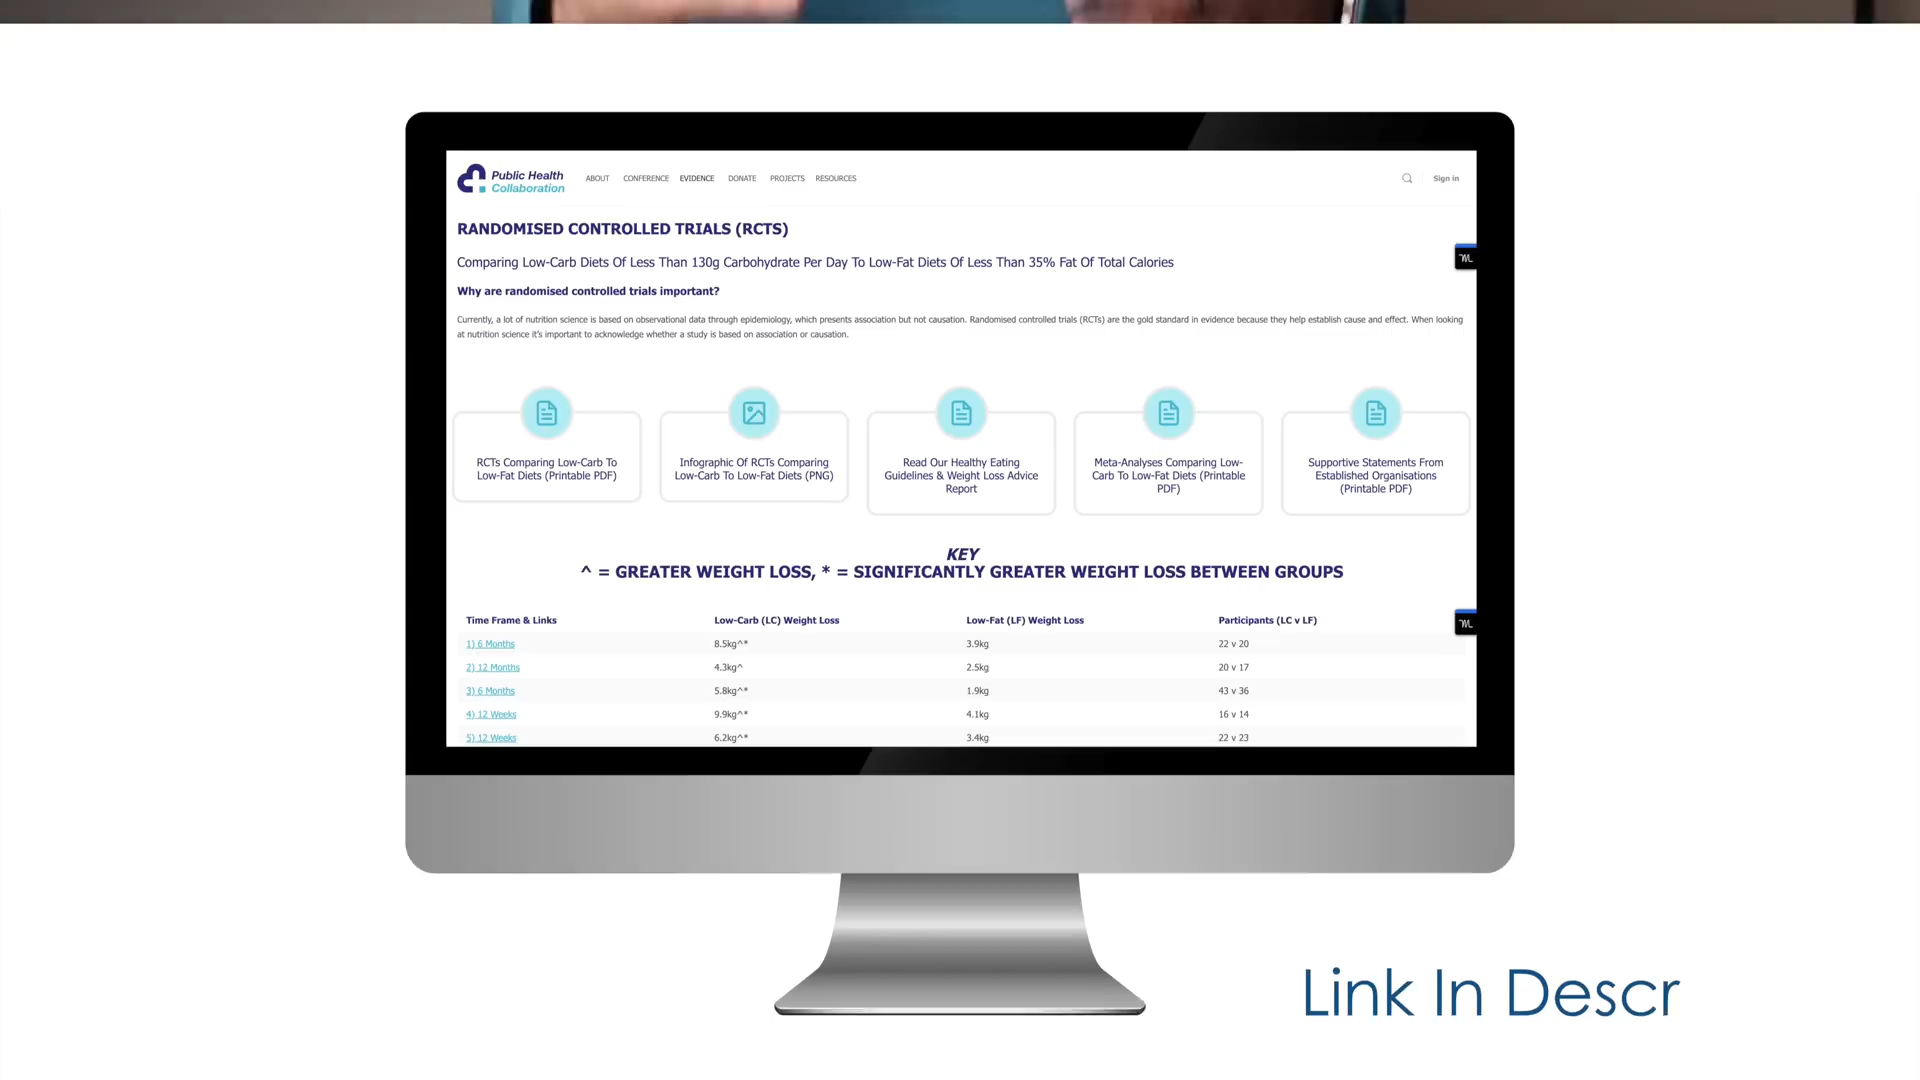 Public Health
Collaboration
ABOUT CONFERENCE EVIDENCE DONATE PROJECTS RESOURCES
Sign in
RANDOMISED CONTROLLED TRIALS (RCTS)
Comparing Low-Carb Diets Of Less Than 130g Carbohydrate Per Day To Low-Fat Diets Of Less Than 35% Fat Of Total Calories
Why are randomised controlled trials important?
Currently, a lot of nutrition science is based on observational data through epidemiology, which presents association but not causation. Randomised controlled trials (RCTs) are the gold standard in evidence because they help establish cause and effect. When looking
at nutrition science it's important to acknowledge whether a study is based on association or causation.
RCTs Comparing Low-Carb To
Low-Fat Diets (Printable PDF)
Infographic Of RCTs Comparing
Low-Carb To Low-Fat Diets (PNG)
Read Our Healthy Eating
Guidelines & Weight Loss Advice
Report
Meta-Analyses Comparing Low-
Carb To Low-Fat Diets (Printable
PDF)
Supportive Statements From
Established Organisations
(Printable PDF)
KEY
^ = GREATER WEIGHT LOSS, * = SIGNIFICANTLY GREATER WEIGHT LOSS BETWEEN GROUPS
Time Frame & Links Low-Carb (LC) Weight Loss Low-Fat (LF) Weight Loss Participants (LC v LF)
1) 6 Months 8.5kg^* 3.9kg 22 v 20
2) 12 Months 4.3kg^ 2.5kg 20 v 17
3) 6 Months 5.8kg^* 1.9kg 43 v 36
4) 12 Weeks 9.9kg^* 4.1kg 16 v 14
5) 12 Weeks 6.2kg^* 3.4kg 22 v 23
Link In Descr